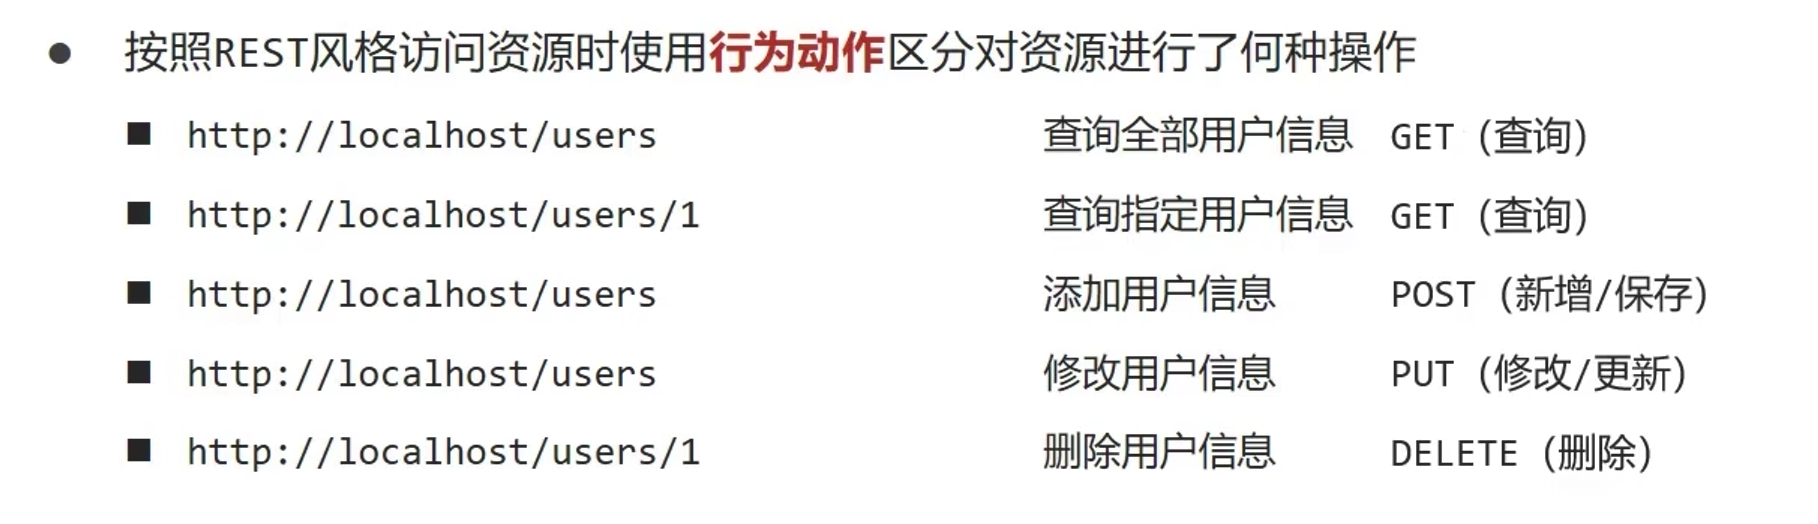 ● 按照REST风格访问资源时使用行为动作区分对资源进行了何种操作
■ http://localhost/users 查询全部用户信息 GET (查询)
■ http://localhost/users/1 查询指定用户信息 GET (查询)
■ http://localhost/users 添加用户信息 POST (新增/保存)
■ http://localhost/users 修改用户信息 PUT (修改/更新)
■ http://localhost/users/1 删除用户信息 DELETE (删除)